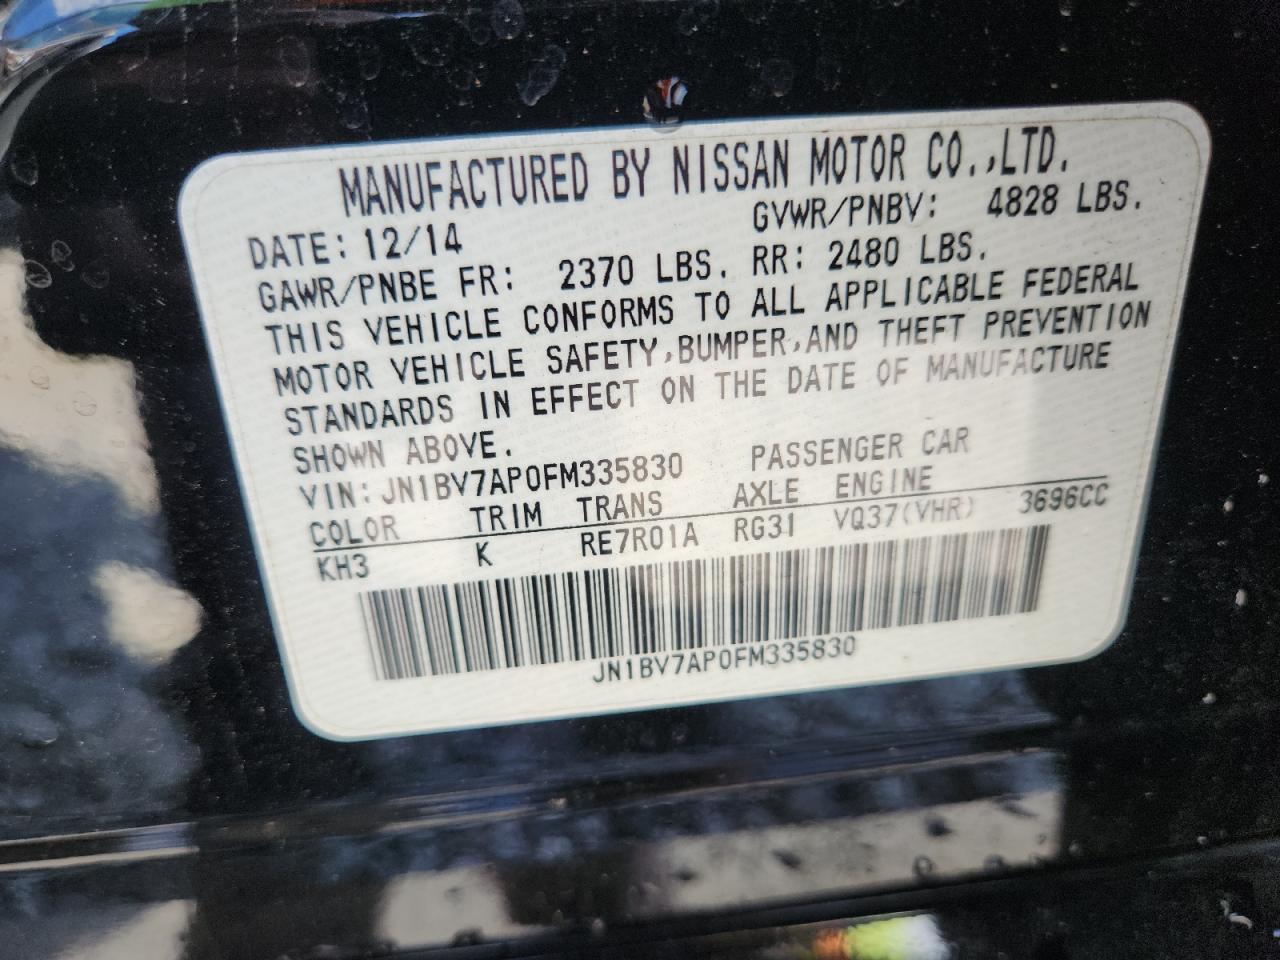 MANUFACTURED BY NISSAN MOTOR CO.,LTD.
DATE: 12/14 GVWR/PNBV: 4828 LBS.
GAWR/PNBE FR: 2370 LBS. RR: 2480 LBS.
THIS VEHICLE CONFORMS TO ALL APPLICABLE FEDERAL
MOTOR VEHICLE SAFETY,BUMPER,AND THEFT PREVENTION
STANDARDS IN EFFECT ON THE DATE OF MANUFACTURE
SHOWN ABOVE.
VIN: JN1BV7AP0FM335830 PASSENGER CAR
COLOR TRIM TRANS AXLE ENGINE
KH3 K RE7R01A RG31 VQ37(VHR) 3696CC
JN1BV7AP0FM335830